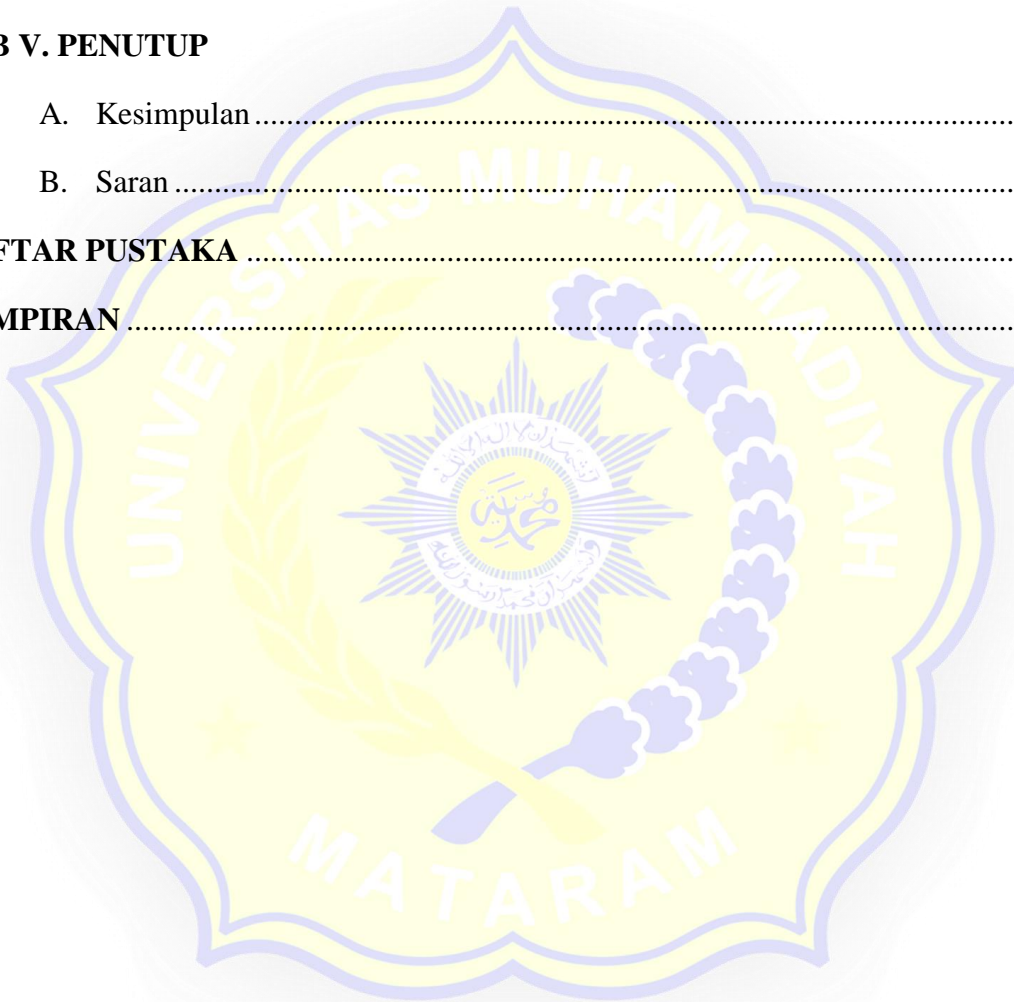 B V. PENUTUP
A. Kesimpulan ........................................................................................
B. Saran ........................................................................................
FTAR PUSTAKA ........................................................................................
MPIRAN ........................................................................................
UNIVERSITAS MUHAMMADIYAH
MATARAM